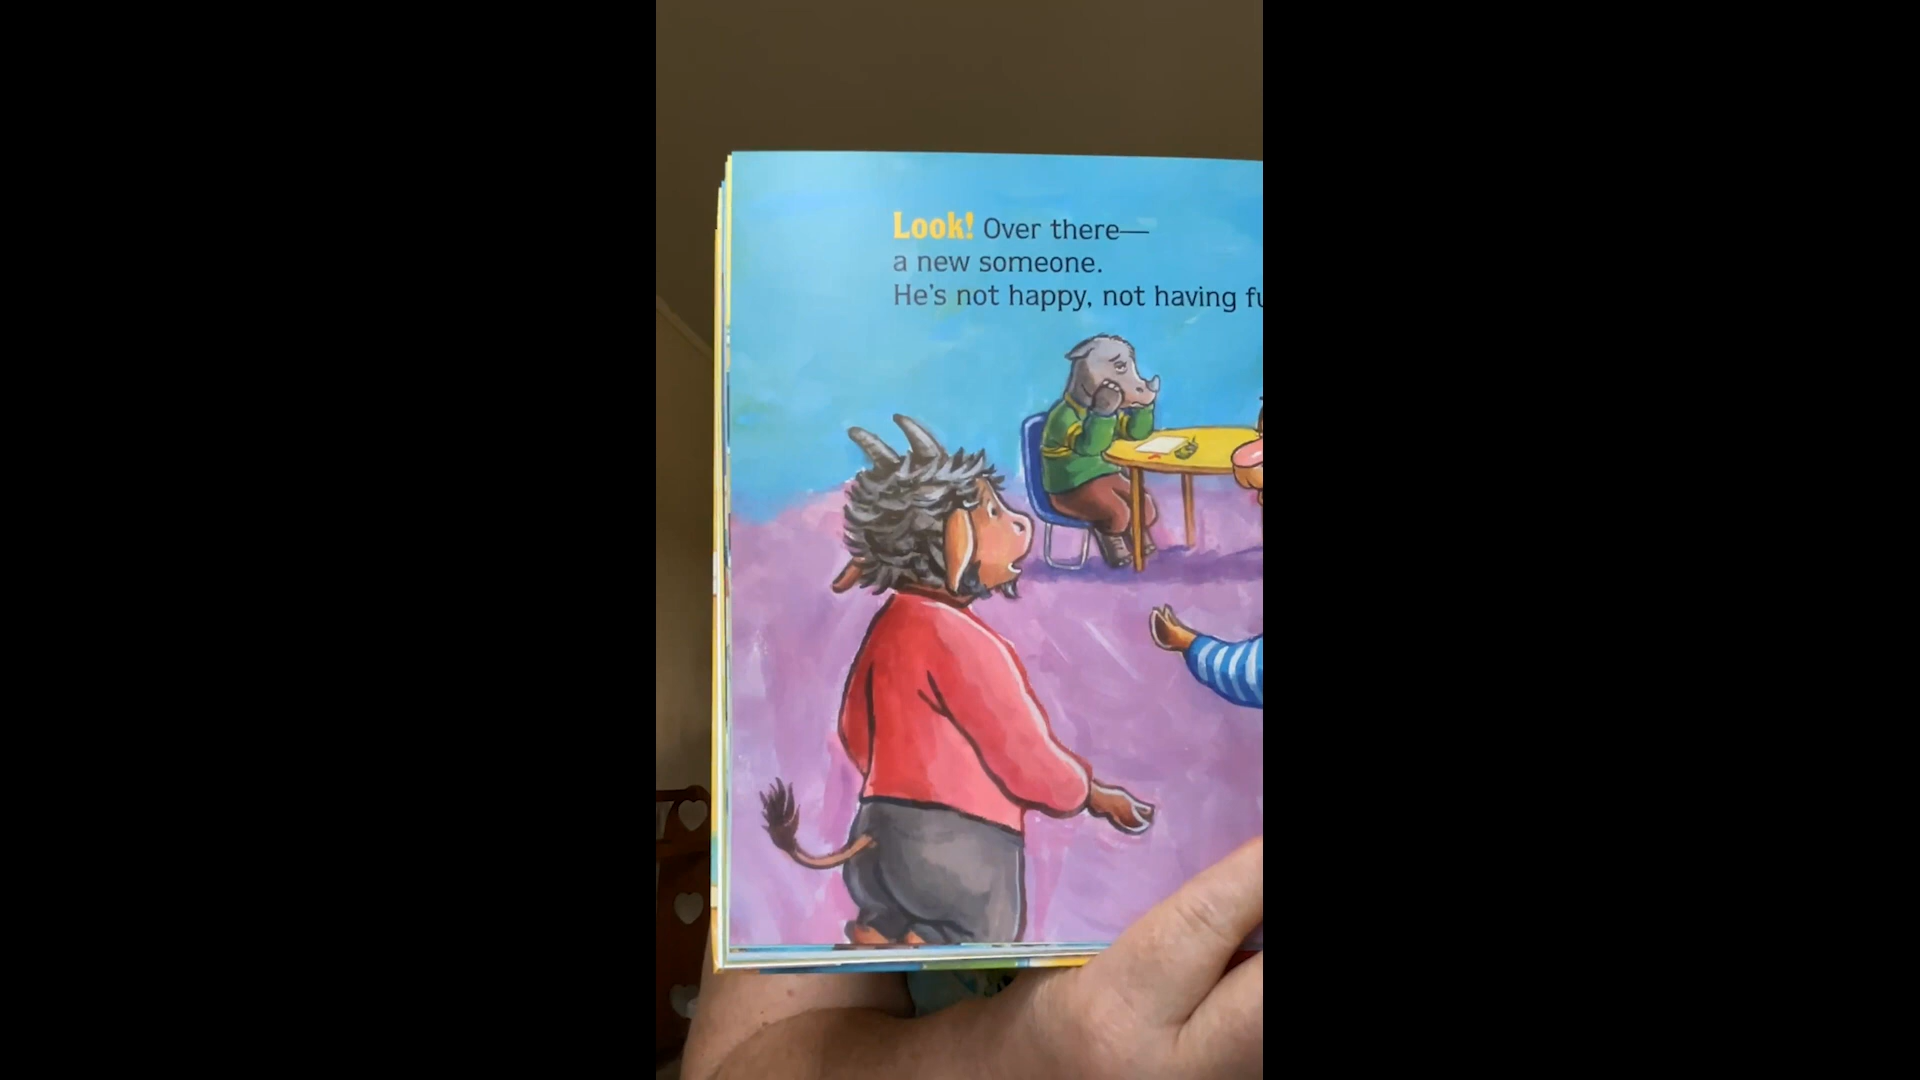 Look! Over there—
a new someone.
He's not happy, not having